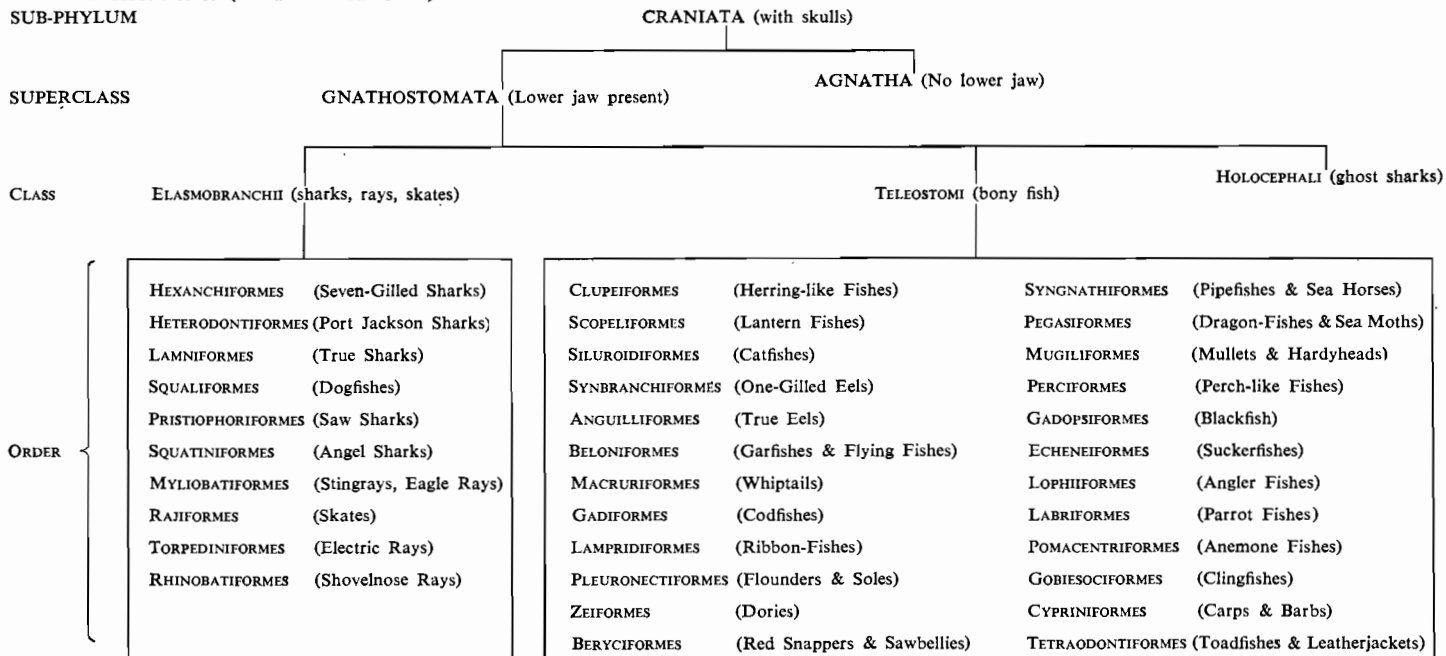 SUB-PHYLUM CRANIATA (with skulls)
AGNATHA (No lower jaw)
SUPERCLASS GNATHOSTOMATA (Lower jaw present)
HOLOCEPHALI (ghost sharks)
CLASS ELASMOBRANCHII (sharks, rays, skates) TELEOSTOMI (bony fish)
ORDER
HEXANCHIFORMES (Seven-Gilled Sharks)
HETERODONTIFORMES (Port Jackson Sharks)
LAMNIFORMES (True Sharks)
SQUALIFORMES (Dogfishes)
PRISTIOPHORIFORMES (Saw Sharks)
SQUATINIFORMES (Angel Sharks)
MYLIOBATIFORMES (Stingrays, Eagle Rays)
RAJIFORMES (Skates)
TORPEDINIFORMES (Electric Rays)
RHINOBATIFORMES (Shovelnose Rays)
CLUPEIFORMES (Herring-like Fishes)
SCOPELIFORMES (Lantern Fishes)
SILUROIDIFORMES (Catfishes)
SYNBRANCHIFORMES (One-Gilled Eels)
ANGUILLIFORMES (True Eels)
BELONIFORMES (Garfishes & Flying Fishes)
MACRURIFORMES (Whiptails)
GADIFORMES (Codfishes)
LAMPRIDIFORMES (Ribbon-Fishes)
PLEURONECTIFORMES (Flounders & Soles)
ZEIFORMES (Dories)
BERYCIFORMES (Red Snappers & Sawbellies)
SYNGNATHIFORMES (Pipefishes & Sea Horses)
PEGASIFORMES (Dragon-Fishes & Sea Moths)
MUGILIFORMES (Mullets & Hardyheads)
PERCIFORMES (Perch-like Fishes)
GADOPSIFORMES (Blackfish)
ECHENEIFORMES (Suckerfishes)
LOPHIIFORMES (Angler Fishes)
LABRIFORMES (Parrot Fishes)
POMACENTRIFORMES (Anemone Fishes)
GOBIESOCIFORMES (Clingfishes)
CYPRINIFORMES (Carps & Barbs)
TETRAODONTIFORMES (Toadfishes & Leatherjackets)